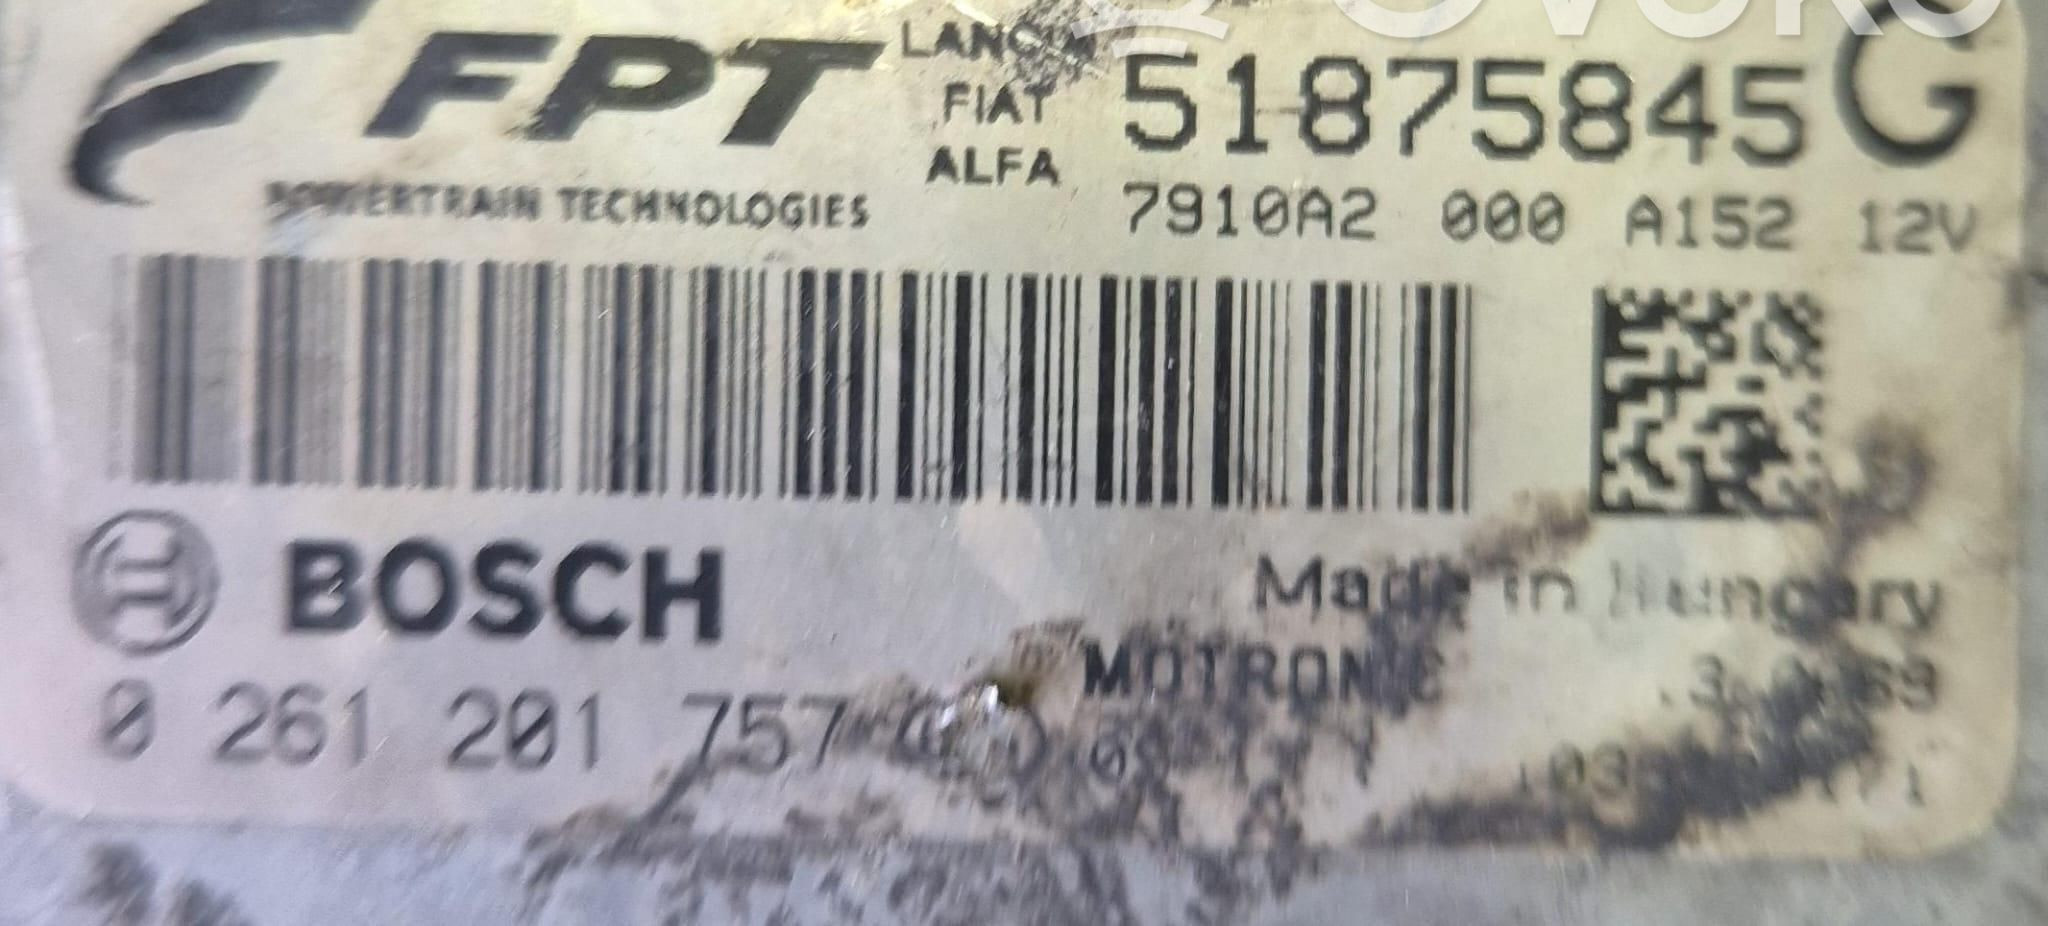 FPT
POWERTRAIN TECHNOLOGIES
LANCIA
FIAT
ALFA
51875845 G
7910A2 000 A152 12V
BOSCH
Made in Hungary
MOTRONIC
0 261 201 757